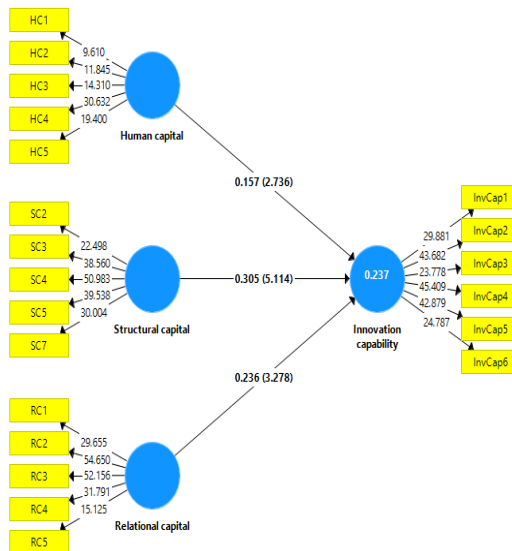 HC1
HC2
HC3
HC4
HC5
9.610
11.845
14.310
30.632
19.400
Human capital
0.157 (2.736)
SC2
SC3
SC4
SC5
SC7
22.498
38.560
50.983
39.538
30.004
Structural capital
0.305 (5.114)
RC1
RC2
RC3
RC4
RC5
29.655
54.650
52.156
31.791
15.125
Relational capital
0.236 (3.278)
0.237
Innovation
capability
29.881
43.682
23.778
45.409
42.879
24.787
InvCap1
InvCap2
InvCap3
InvCap4
InvCap5
InvCap6